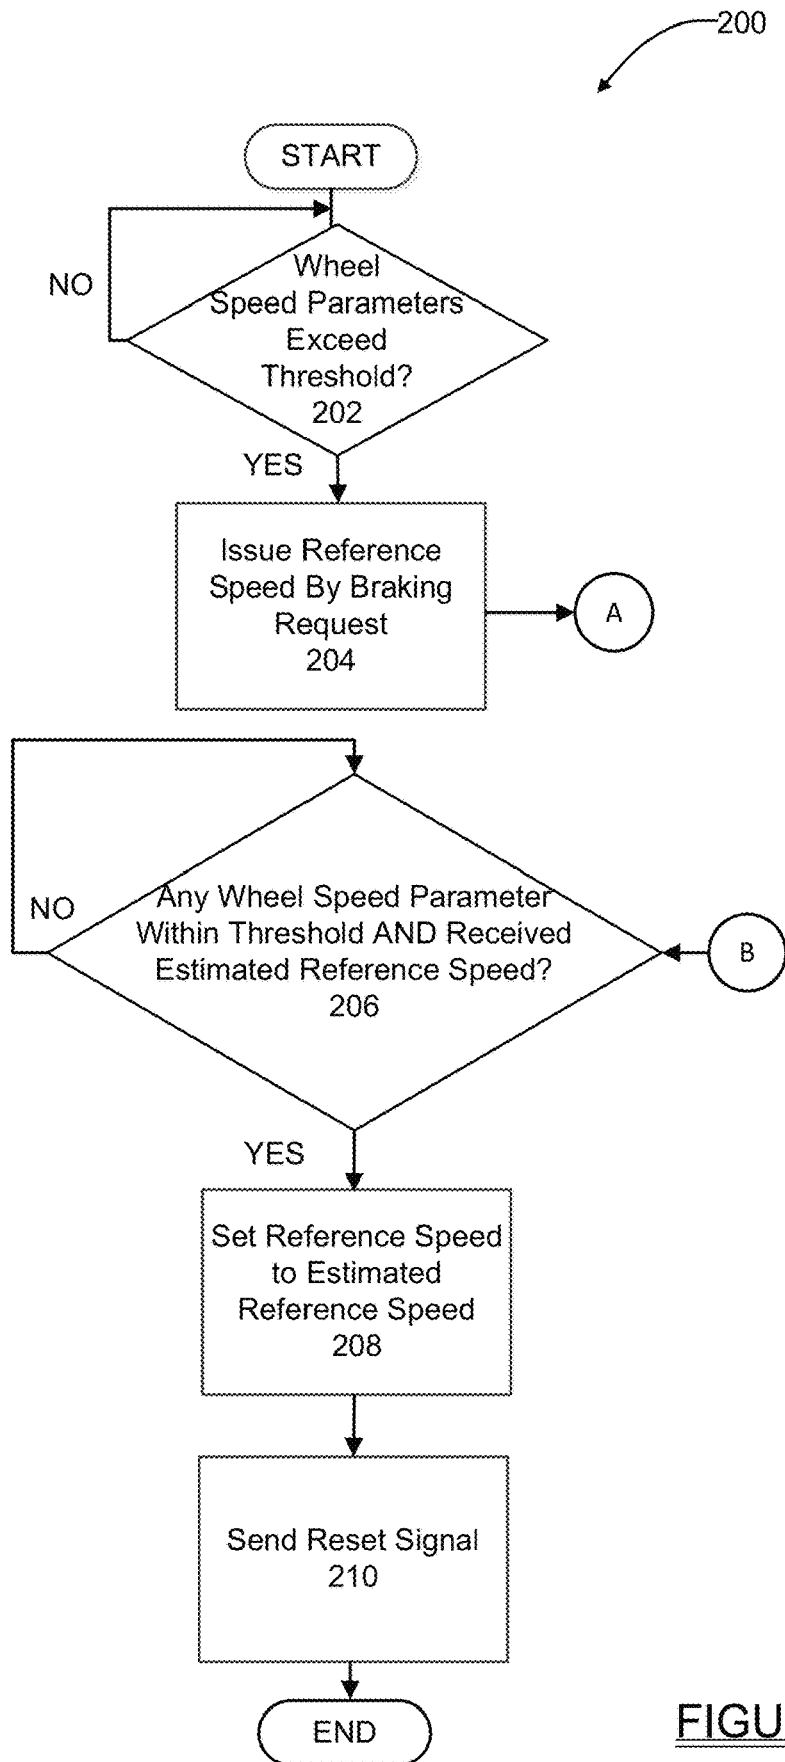 200
START
NO
Wheel
Speed Parameters
Exceed
Threshold?
202
YES
Issue Reference
Speed By Braking
Request
204
A
NO
Any Wheel Speed Parameter
Within Threshold AND Received
Estimated Reference Speed?
206
B
YES
Set Reference Speed
to Estimated
Reference Speed
208
Send Reset Signal
210
END
FIGU